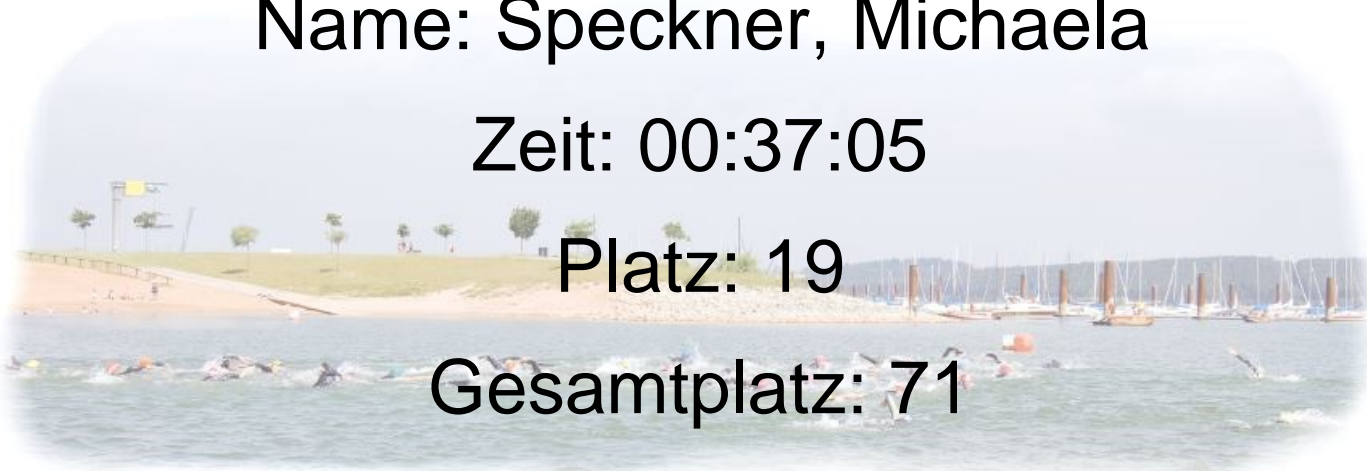 Name: Speckner, Michaela
Zeit: 00:37:05
Platz: 19
Gesamtplatz: 71